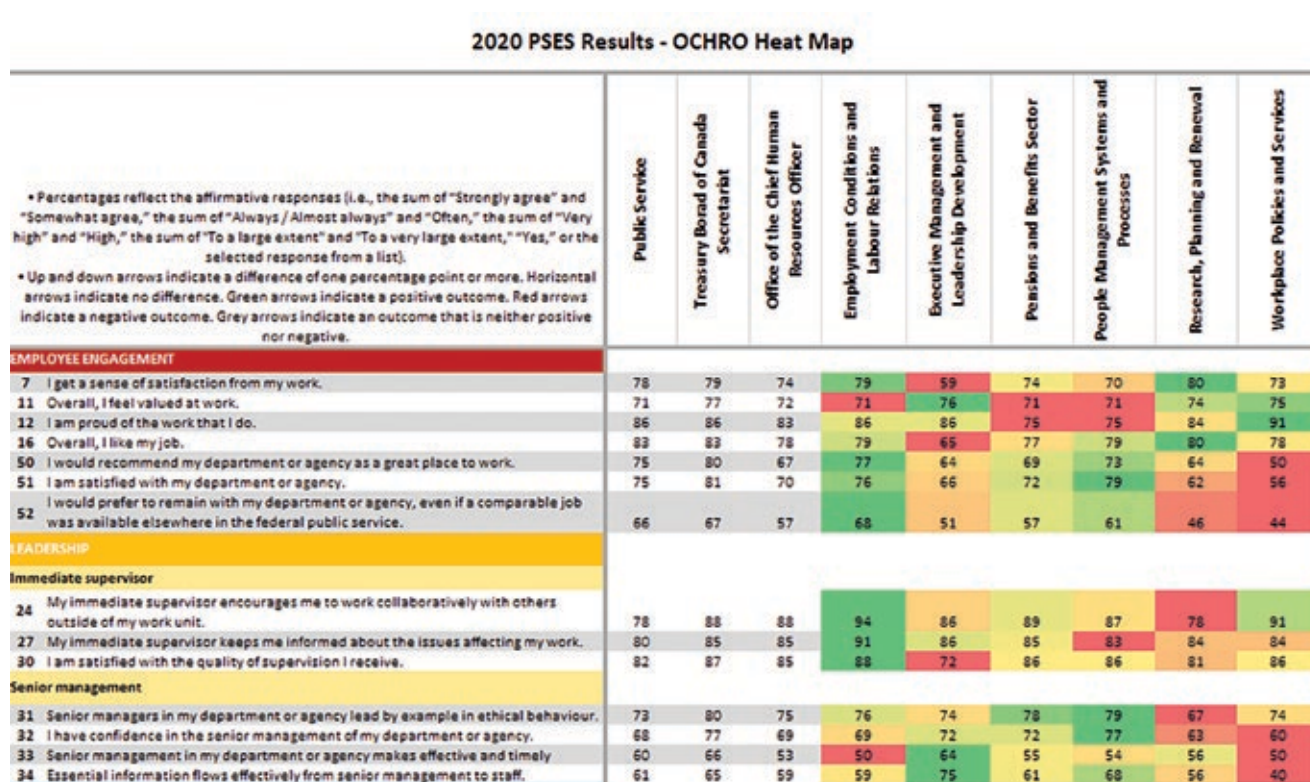 2020 PSES Results - OCHRO Heat Map
• Percentages reflect the affirmative responses (i.e., the sum of "Strongly agree" and
"Somewhat agree," the sum of "Always / Almost always" and "Often," the sum of "Very
high" and "High," the sum of "To a large extent" and "To a very large extent," "Yes," or the
selected response from a list).
• Up and down arrows indicate a difference of one percentage point or more. Horizontal
arrows indicate no difference. Green arrows indicate a positive outcome. Red arrows
indicate a negative outcome. Grey arrows indicate an outcome that is neither positive
nor negative.
Public Service
Treasury Borad of Canada
Secretariat
Office of the Chief Human
Resources Officer
Employment Conditions and
Labour Relations
Executive Management and
Leadership Development
Pensions and Benefits Sector
People Management Systems and
Processes
Research, Planning and Renewal
Workplace Policies and Services
EMPLOYEE ENGAGEMENT
7 I get a sense of satisfaction from my work. 78 79 74 79 59 74 70 80 73
11 Overall, I feel valued at work. 71 77 72 71 76 71 71 74 75
12 I am proud of the work that I do. 86 86 83 86 86 75 75 84 91
16 Overall, I like my job. 83 83 78 79 65 77 79 80 78
50 I would recommend my department or agency as a great place to work. 75 80 67 77 64 69 73 64 50
51 I am satisfied with my department or agency. 75 81 70 76 66 72 79 62 56
52 I would prefer to remain with my department or agency, even if a comparable job
was available elsewhere in the federal public service. 66 67 57 68 51 57 61 46 44
LEADERSHIP
Immediate supervisor
24 My immediate supervisor encourages me to work collaboratively with others
outside of my work unit. 78 88 88 94 86 89 87 78 91
27 My immediate supervisor keeps me informed about the issues affecting my work. 80 85 85 91 86 85 83 84 84
30 I am satisfied with the quality of supervision I receive. 82 87 85 88 72 86 86 81 86
Senior management
31 Senior managers in my department or agency lead by example in ethical behaviour. 73 80 75 76 74 78 79 67 74
32 I have confidence in the senior management of my department or agency. 68 77 69 69 72 72 77 63 60
33 Senior management in my department or agency makes effective and timely 60 66 53 50 64 55 54 56 50
34 Essential information flows effectively from senior management to staff. 61 65 59 59 75 61 68 56 40